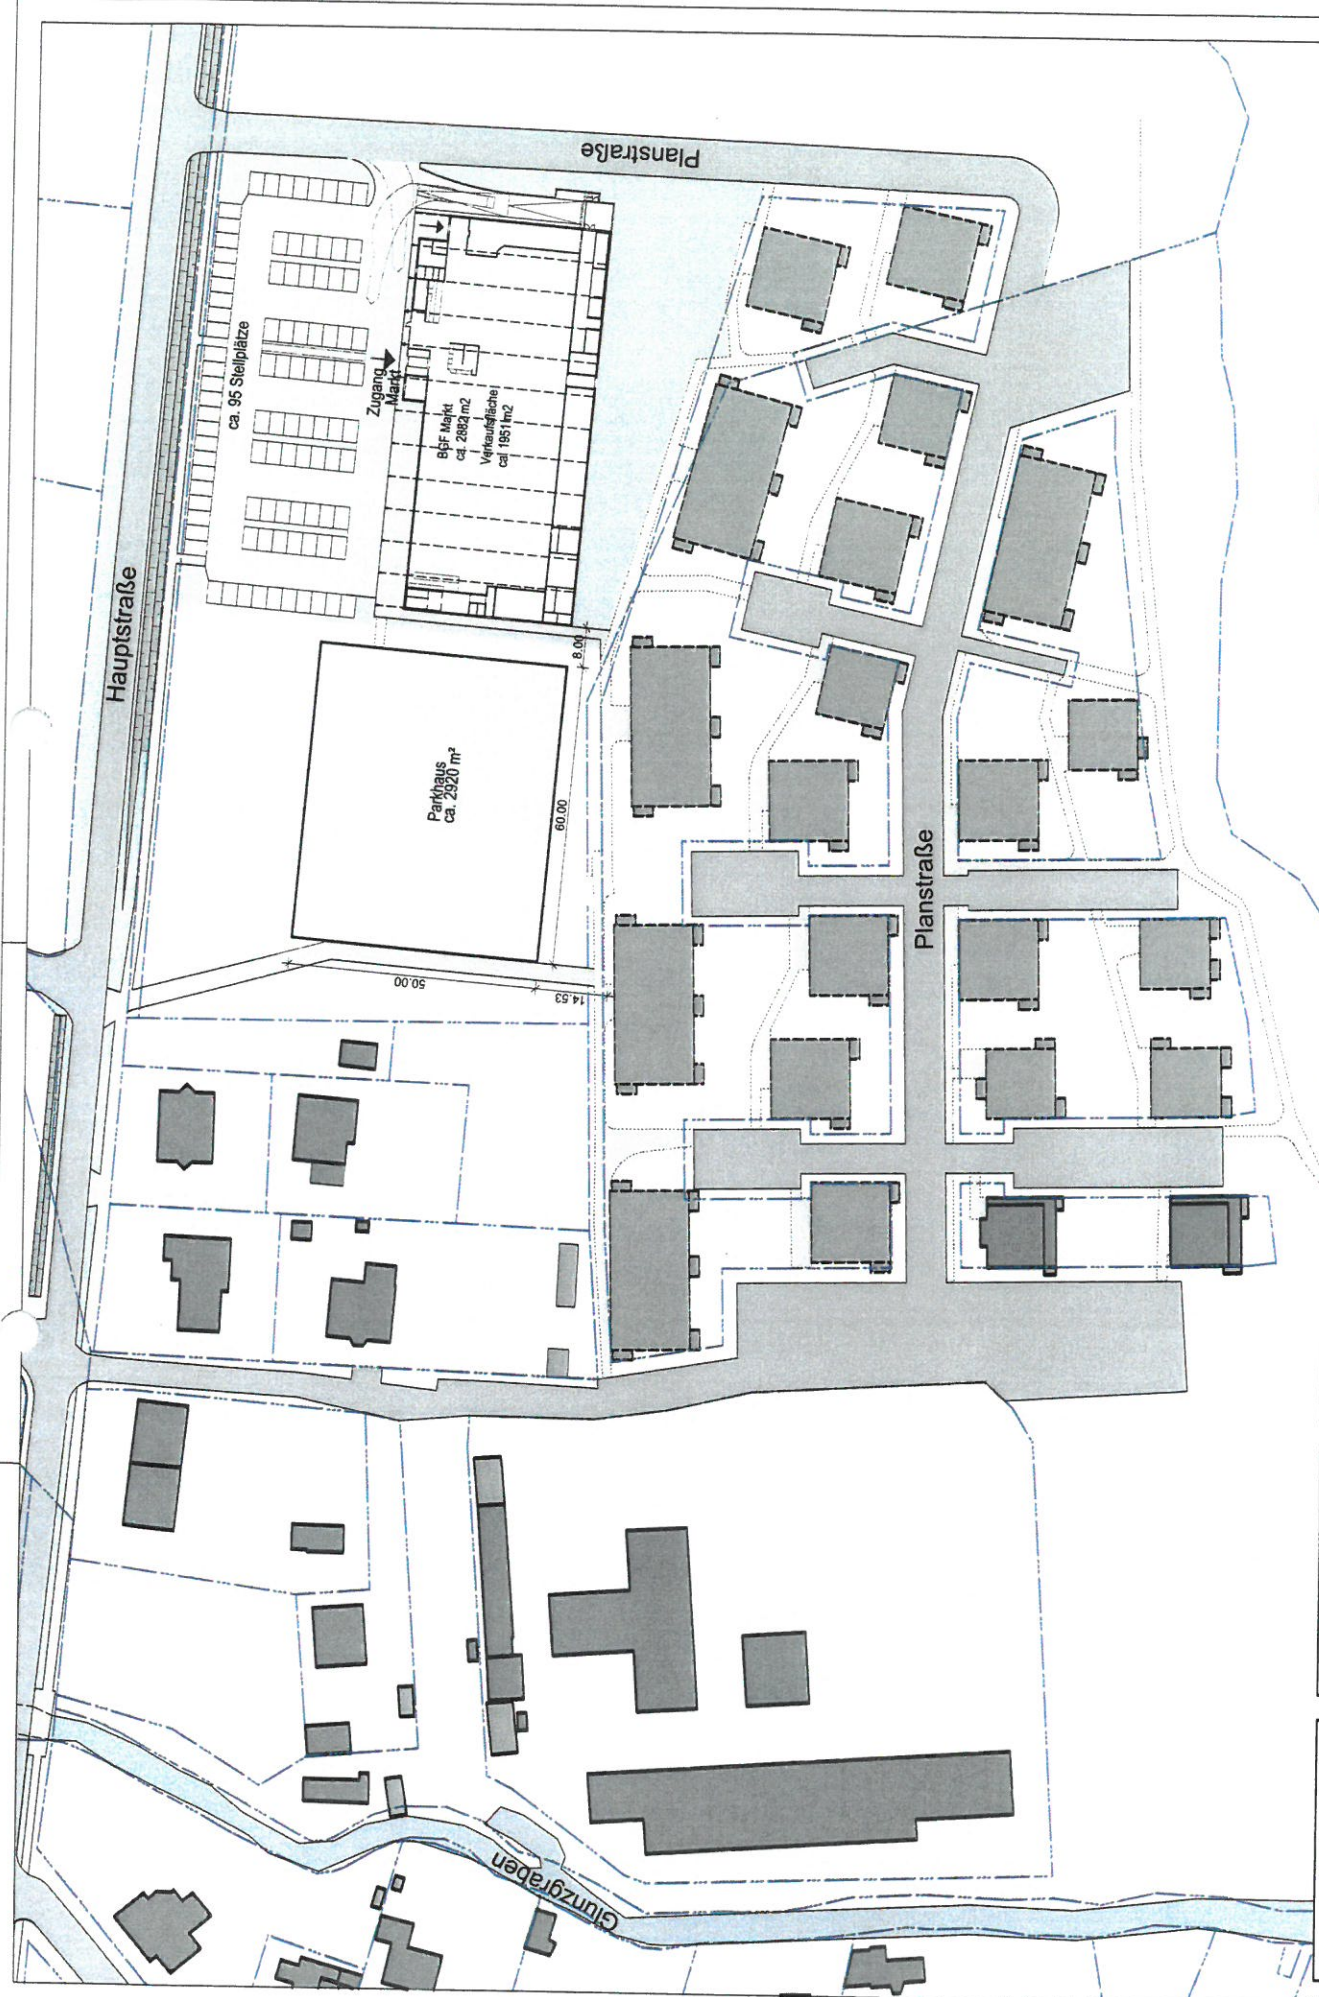 Hauptstraße
Planstraße
ca. 95 Stellplätze
Zugang
Markt
BGF Markt
ca. 2882 m2
Verkaufsfläche
ca. 1951 m2
8.00
Parkhaus
ca. 2920 m²
60.00
50.00
14.53
Planstraße
Glunzgraben